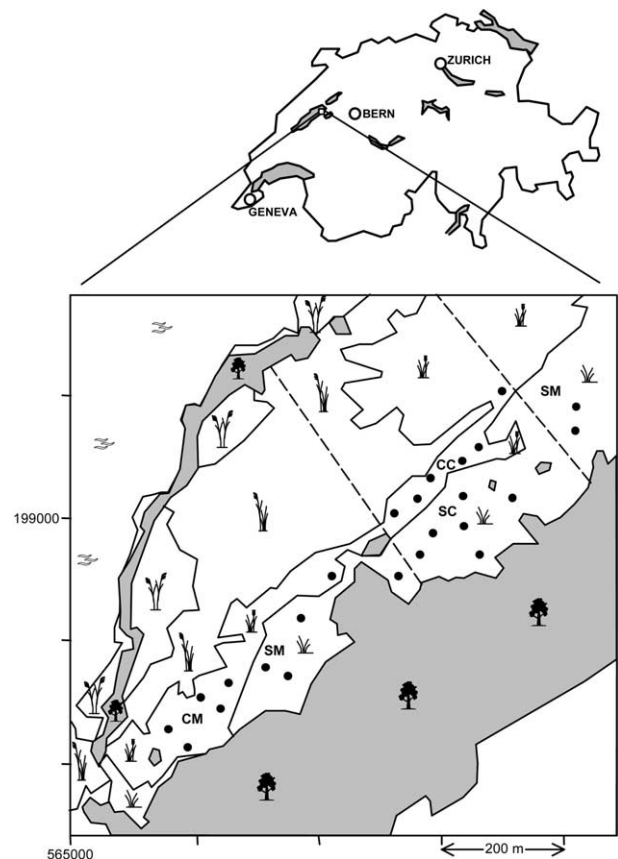 ZURICH
BERN
GENEVA
SM
CC
SC
199000
SM
CM
565000
200 m